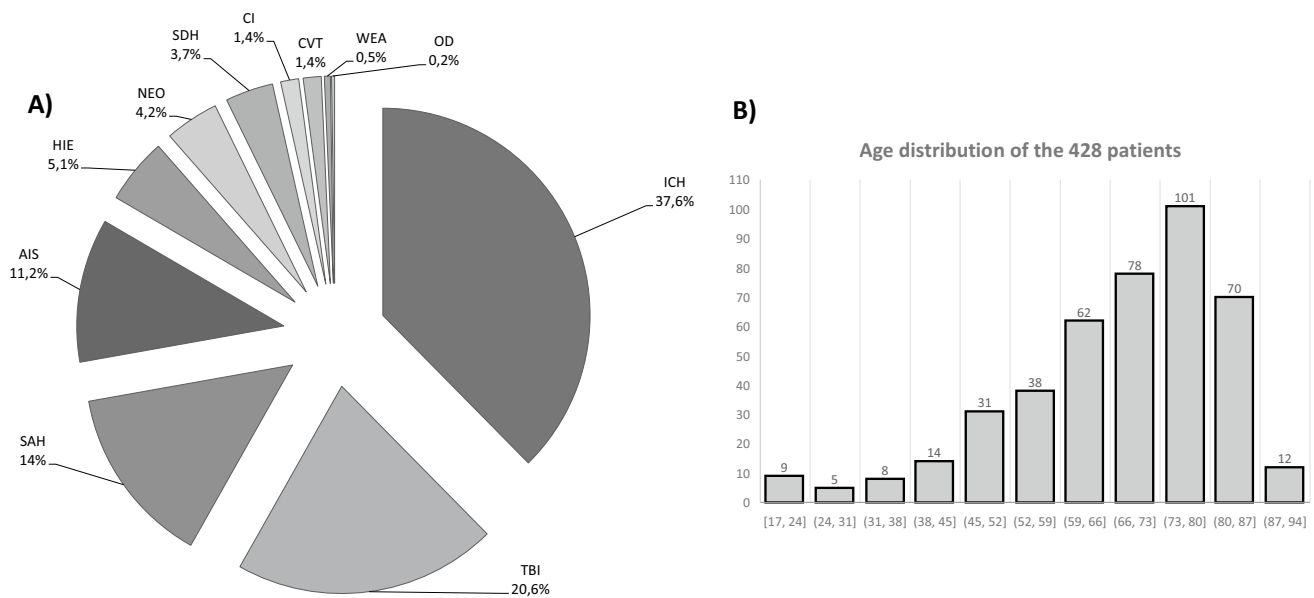 A)
CI
1,4%
SDH
3,7%
CVT
1,4%
WEA
0,5%
OD
0,2%
NEO
4,2%
HIE
5,1%
ICH
37,6%
AIS
11,2%
SAH
14%
TBI
20,6%
B)
Age distribution of the 428 patients
110
100
90
80
70
60
50
40
30
20
10
0
9
5
8
14
31
38
62
78
101
70
12
[17, 24] (24, 31] (31, 38] (38, 45] (45, 52] (52, 59] (59, 66] (66, 73] (73, 80] (80, 87] (87, 94]